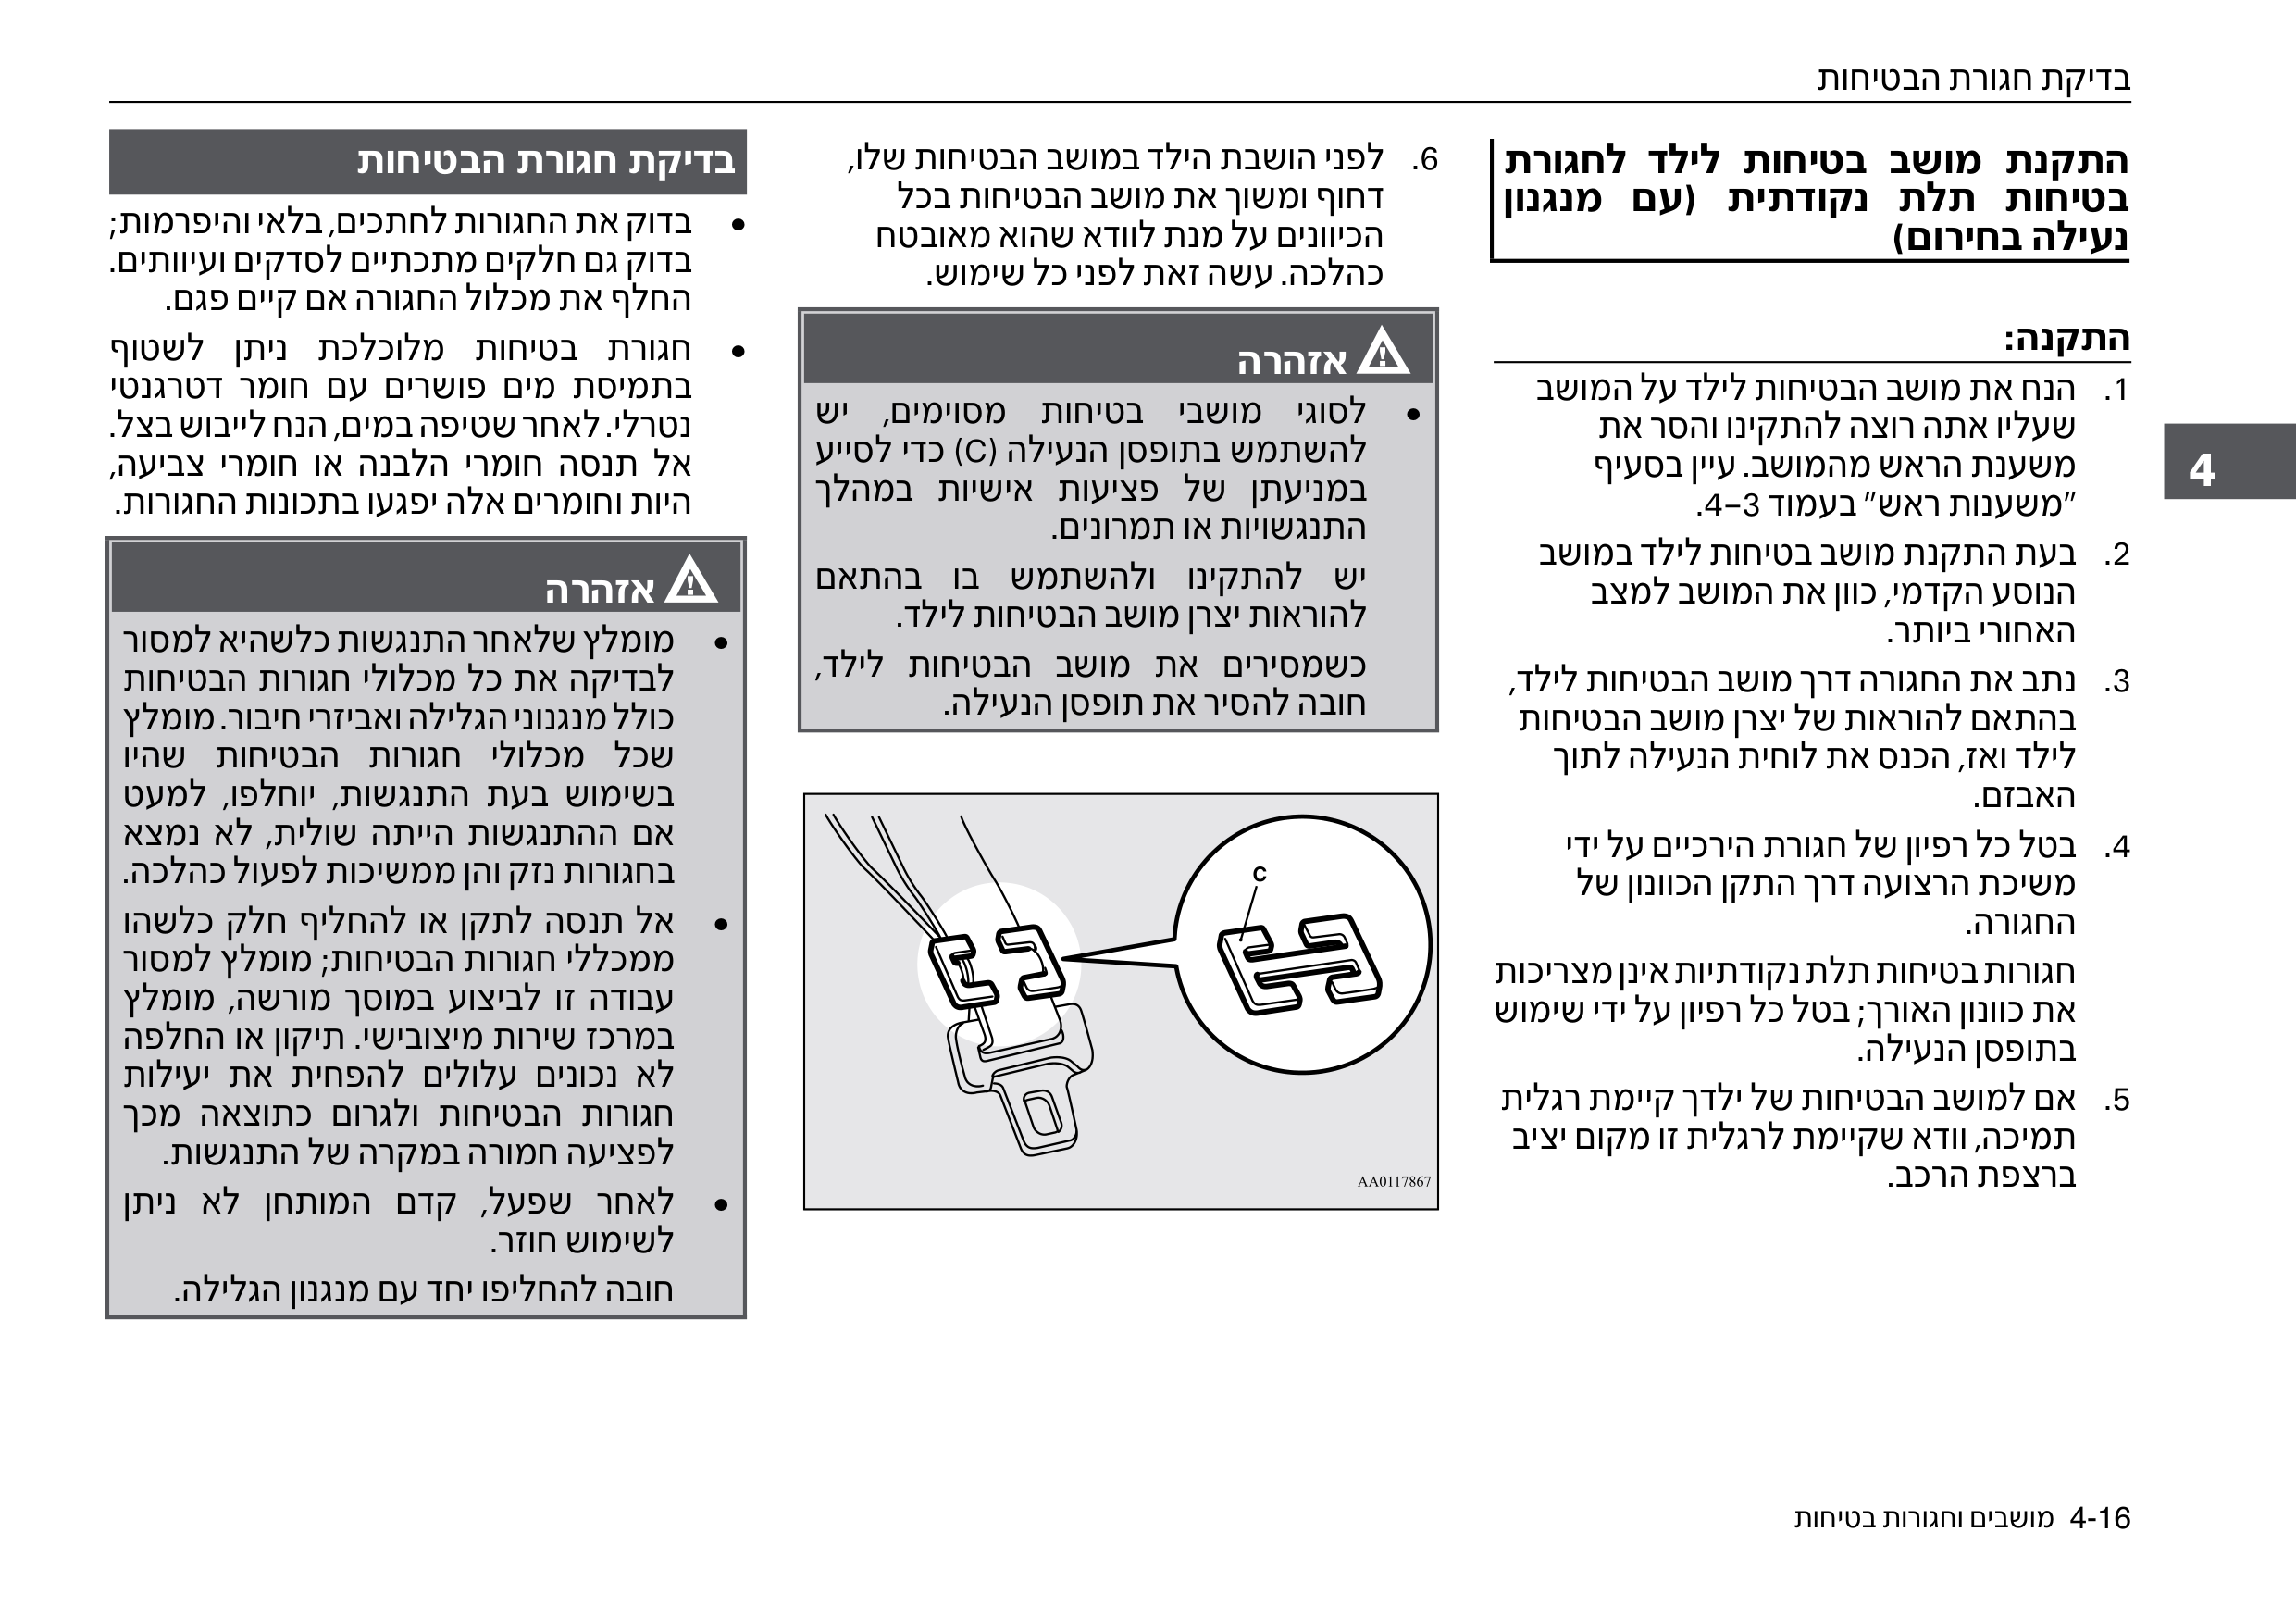 בדיקת חגורת הבטיחות
התקנת מושב בטיחות לילד לחגורת
בטיחות תלת נקודתית (עם מנגנון
נעילה בחירום)
התקנה:
1. הנח את מושב הבטיחות לילד על המושב
שעליו אתה רוצה להתקינו והסר את
משענת הראש מהמושב. עיין בסעיף
"משענות ראש" בעמוד 4-3.
2. בעת התקנת מושב בטיחות לילד במושב
הנוסע הקדמי, כוון את המושב למצב
האחורי ביותר.
3. נתב את החגורה דרך מושב הבטיחות לילד,
בהתאם להוראות של יצרן מושב הבטיחות
לילד ואז, הכנס את לוחית הנעילה לתוך
האבזם.
4. בטל כל רפיון של חגורת הירכיים על ידי
משיכת הרצועה דרך התקן הכוונון של
החגורה.
חגורות בטיחות תלת נקודתיות אינן מצריכות
את כוונון האורך; בטל כל רפיון על ידי שימוש
בתופסן הנעילה.
5. אם למושב הבטיחות של ילדך קיימת רגלית
תמיכה, וודא שקיימת לרגלית זו מקום יציב
ברצפת הרכב.
6. לפני הושבת הילד במושב הבטיחות שלו,
דחוף ומשוך את מושב הבטיחות בכל
הכיוונים על מנת לוודא שהוא מאובטח
כהלכה. עשה זאת לפני כל שימוש.
אזהרה
• לסוגי מושבי בטיחות מסוימים, יש
להשתמש בתופסן הנעילה (C) כדי לסייע
במניעתן של פציעות אישיות במהלך
התנגשויות או תמרונים.
יש להתקינו ולהשתמש בו בהתאם
להוראות יצרן מושב הבטיחות לילד.
כשמסירים את מושב הבטיחות לילד,
חובה להסיר את תופסן הנעילה.
C
AA0117867
בדיקת חגורת הבטיחות
• בדוק את החגורות לחתכים, בלאי והיפרמות;
בדוק גם חלקים מתכתיים לסדקים ועיוותים.
החלף את מכלול החגורה אם קיים פגם.
• חגורת בטיחות מלוכלכת ניתן לשטוף
בתמיסת מים פושרים עם חומר דטרגנטי
נטרלי. לאחר שטיפה במים, הנח לייבוש בצל.
אל תנסה חומרי הלבנה או חומרי צביעה,
היות וחומרים אלה יפגעו בתכונות החגורות.
אזהרה
• מומלץ שלאחר התנגשות כלשהיא למסור
לבדיקה את כל מכלולי חגורות הבטיחות
כולל מנגנוני הגלילה ואביזרי חיבור. מומלץ
שכל מכלולי חגורות הבטיחות שהיו
בשימוש בעת התנגשות, יוחלפו, למעט
אם ההתנגשות הייתה שולית, לא נמצא
בחגורות נזק והן ממשיכות לפעול כהלכה.
• אל תנסה לתקן או להחליף חלק כלשהו
ממכללי חגורות הבטיחות; מומלץ למסור
עבודה זו לביצוע במוסך מורשה, מומלץ
במרכז שירות מיצובישי. תיקון או החלפה
לא נכונים עלולים להפחית את יעילות
חגורות הבטיחות ולגרום כתוצאה מכך
לפציעה חמורה במקרה של התנגשות.
• לאחר שפעל, קדם המותחן לא ניתן
לשימוש חוזר.
חובה להחליפו יחד עם מנגנון הגלילה.
4
4-16 מושבים וחגורות בטיחות